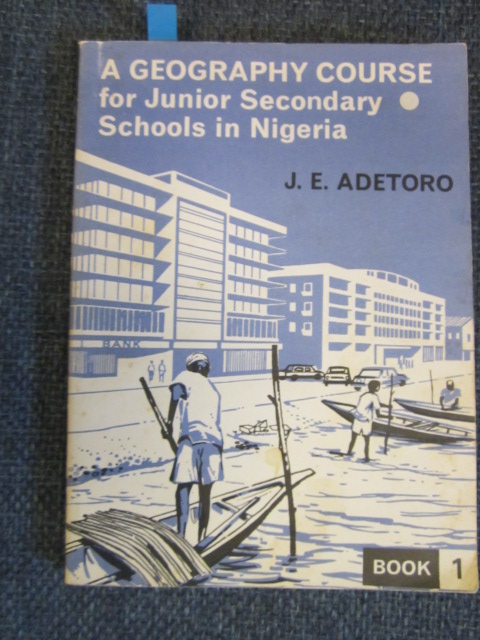 A GEOGRAPHY COURSE
for Junior Secondary
Schools in Nigeria
J. E. ADETORO
BANK
BOOK 1